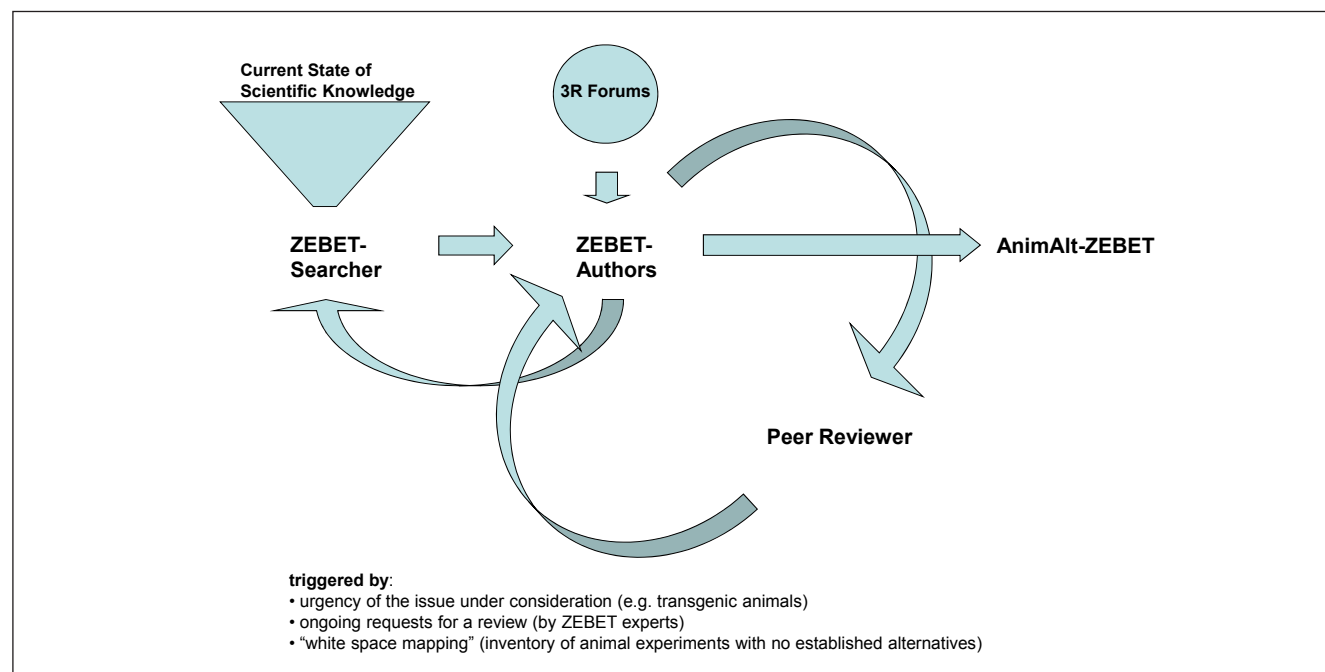 Current State of
Scientific Knowledge
3R Forums
ZEBET-
Searcher
ZEBET-
Authors
AnimAlt-ZEBET
Peer Reviewer
triggered by:
• urgency of the issue under consideration (e.g. transgenic animals)
• ongoing requests for a review (by ZEBET experts)
• “white space mapping” (inventory of animal experiments with no established alternatives)